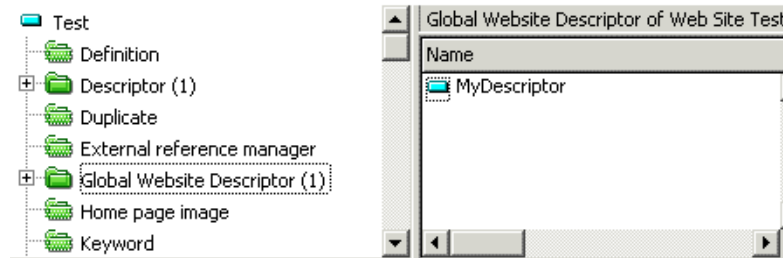 Test
Definition
Descriptor (1)
Duplicate
External reference manager
Global Website Descriptor (1)
Home page image
Keyword
Global Website Descriptor of Web Site Test
Name
MyDescriptor